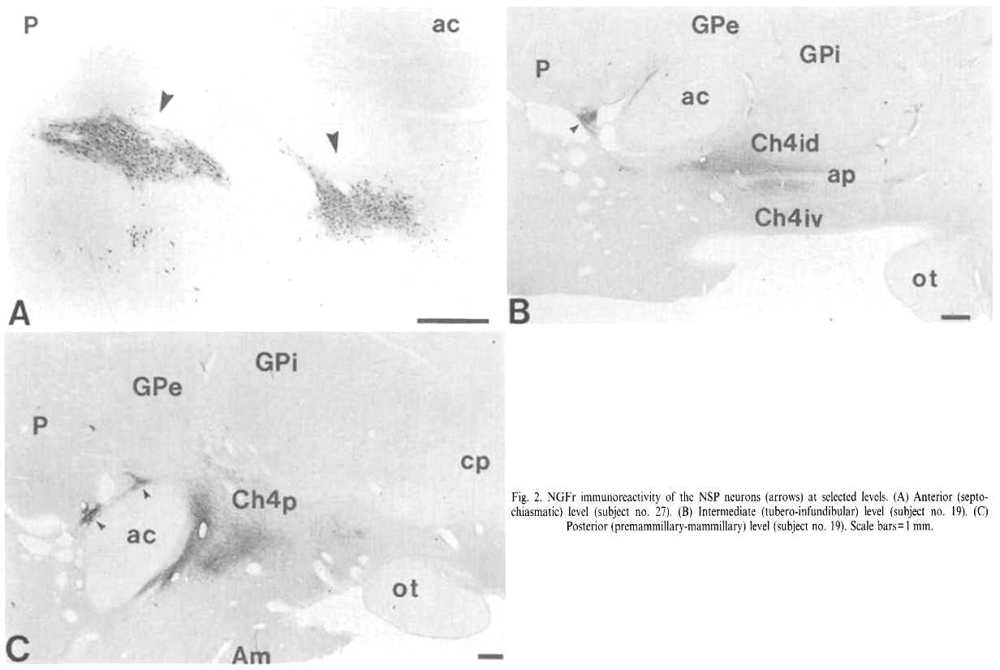 P
ac
A
GPe
GPi
P
ac
Ch4id
ap
Ch4iv
ot
B
GPi
GPe
P
cp
Ch4p
ac
ot
Am
C
Fig. 2. NGFr immunoreactivity of the NSP neurons (arrows) at selected levels. (A) Anterior (septo-
chiasmatic) level (subject no. 27). (B) Intermediate (tubero-infundibular) level (subject no. 19). (C)
Posterior (premammillary-mammillary) level (subject no. 19). Scale bars=1 mm.